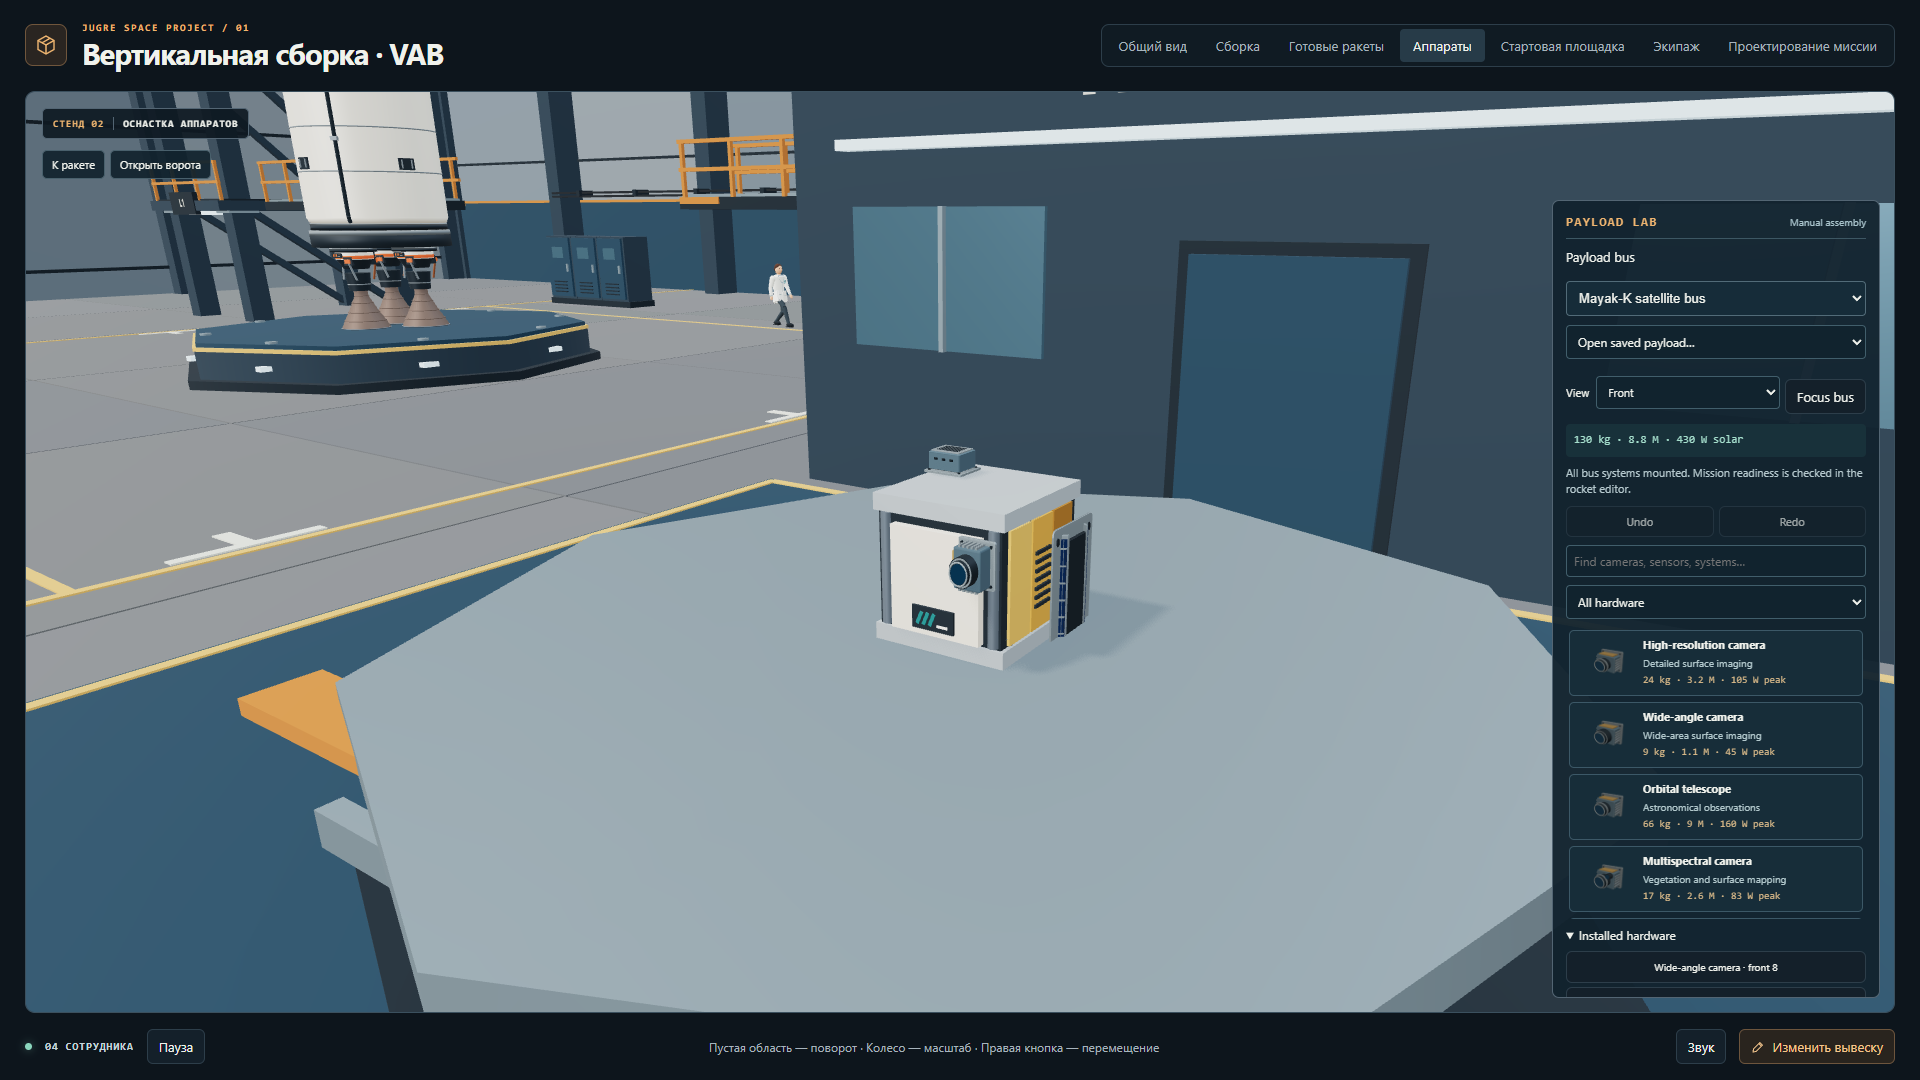 JUGRE SPACE PROJECT / 01
Вертикальная сборка · VAB
Общий вид
Сборка
Готовые ракеты
Аппараты
Стартовая площадка
Экипаж
Проектирование миссии
СТЕНД 02
ОСНАСТКА АППАРАТОВ
К ракете
Открыть ворота
PAYLOAD LAB
Manual assembly
Payload bus
Mayak-K satellite bus
Open saved payload...
View
Front
Focus bus
130 kg · 8.8 M · 430 W solar
All bus systems mounted. Mission readiness is checked in the
rocket editor.
Undo
Redo
Find cameras, sensors, systems...
All hardware
High-resolution camera
Detailed surface imaging
24 kg · 3.2 M · 105 W peak
Wide-angle camera
Wide-area surface imaging
9 kg · 1.1 M · 45 W peak
Orbital telescope
Astronomical observations
66 kg · 9 M · 160 W peak
Multispectral camera
Vegetation and surface mapping
17 kg · 2.6 M · 83 W peak
▼ Installed hardware
Wide-angle camera · front 8
04 СОТРУДНИКА
Пауза
Пустая область — поворот · Колесо — масштаб · Правая кнопка — перемещение
Звук
Изменить вывеску